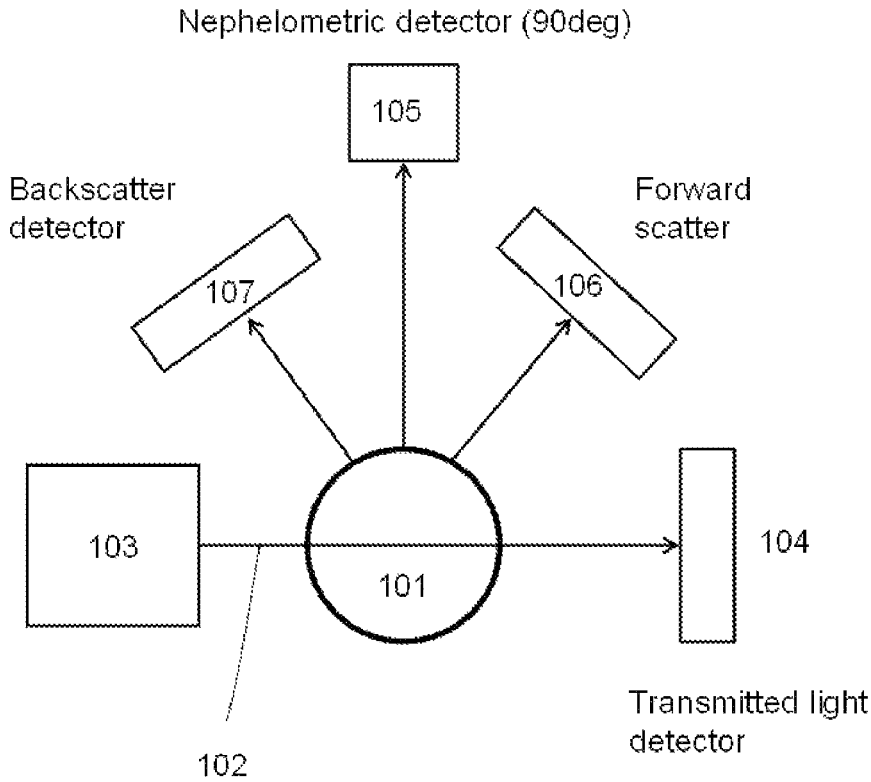 Nephelometric detector (90deg)
105
Backscatter
detector
Forward
scatter
107
106
103
101
104
102
Transmitted light
detector